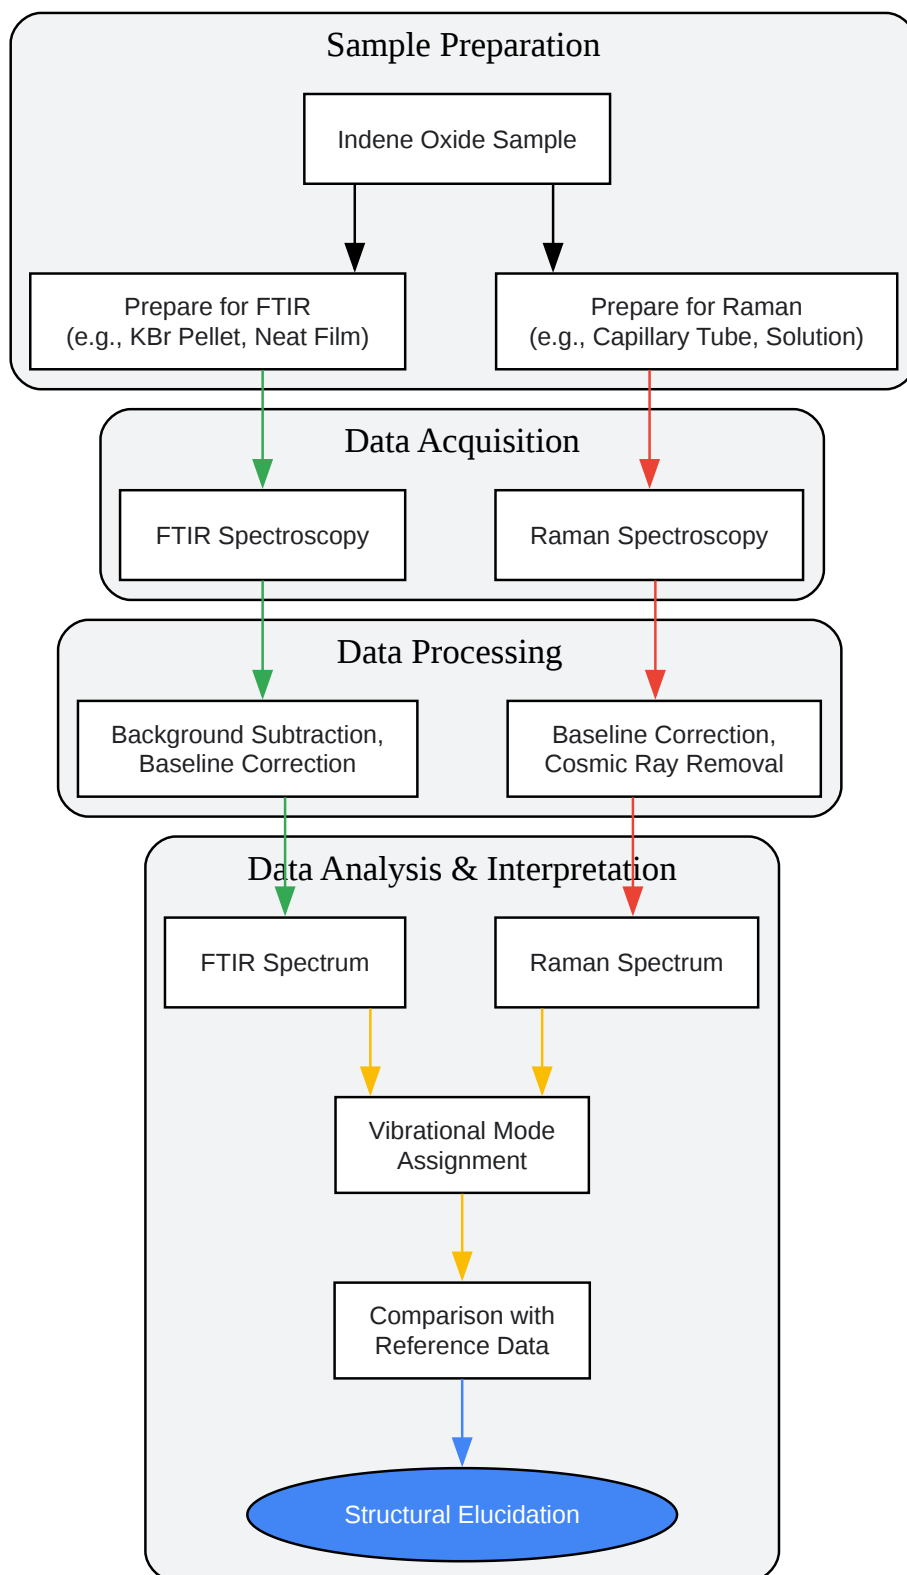 Sample Preparation
Indene Oxide Sample
Prepare for FTIR
(e.g., KBr Pellet, Neat Film)
Prepare for Raman
(e.g., Capillary Tube, Solution)
Data Acquisition
FTIR Spectroscopy
Raman Spectroscopy
Data Processing
Background Subtraction,
Baseline Correction
Baseline Correction,
Cosmic Ray Removal
Data Analysis & Interpretation
FTIR Spectrum
Raman Spectrum
Vibrational Mode
Assignment
Comparison with
Reference Data
Structural Elucidation